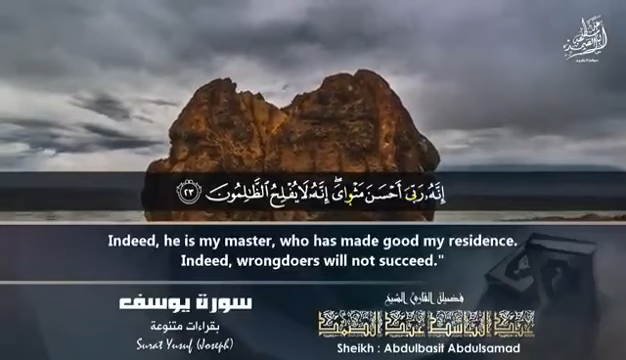 إِنَّهُۥ رَبِّىٓ أَحْسَنَ مَثْوَاىَ ۖ إِنَّهُۥ لَا يُفْلِحُ ٱلظَّـٰلِمُونَ ٢٣
Indeed, he is my master, who has made good my residence.
Indeed, wrongdoers will not succeed."
سورة يوسف
بقراءات متنوعة
Surat Yusuf (Joseph)
فضيلة القارئ الشيخ
عبد الباسط عبد الصمد
Sheikh : Abdulbasit Abdulsamad